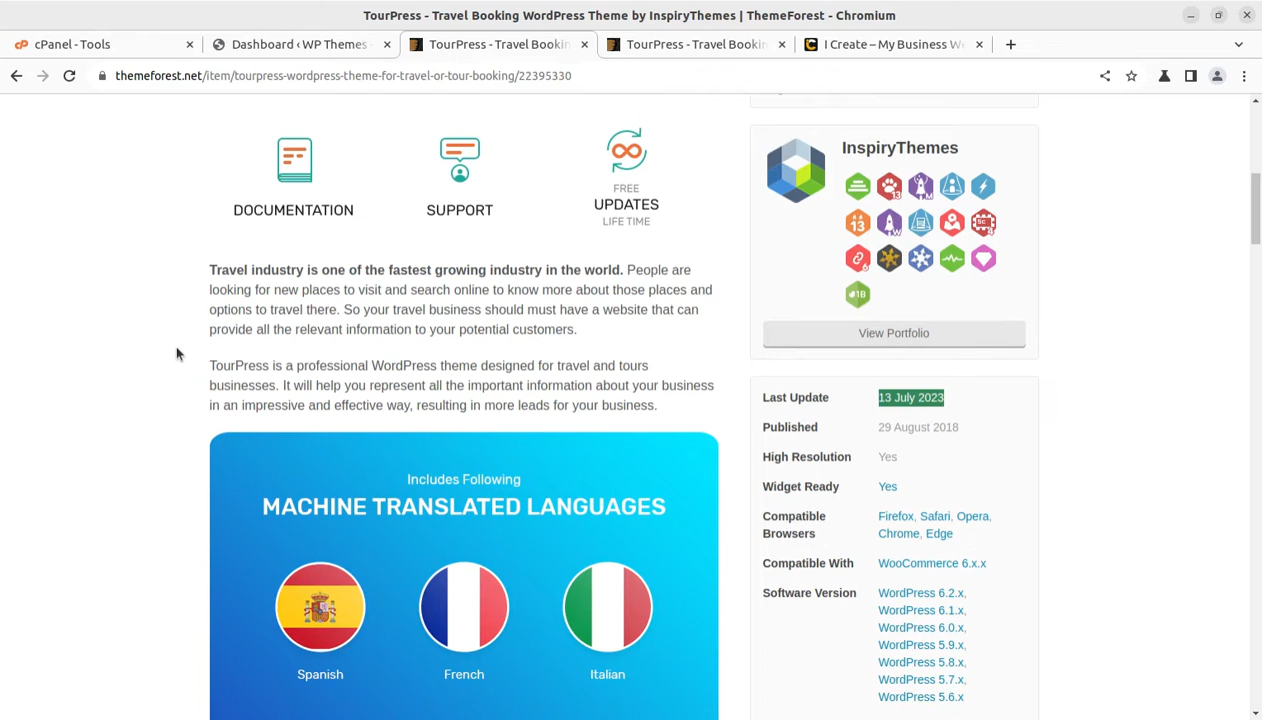 TourPress - Travel Booking WordPress Theme by InspiryThemes | ThemeForest - Chromium
cPanel - Tools
Dashboard ‹ WP Themes -
TourPress - Travel Bookin
TourPress - Travel Bookin
I Create – My Business W
themeforest.net/item/tourpress-wordpress-theme-for-travel-or-tour-booking/22395330
DOCUMENTATION
SUPPORT
FREE
UPDATES
LIFE TIME
Travel industry is one of the fastest growing industry in the world. People are
looking for new places to visit and search online to know more about those places and
options to travel there. So your travel business should must have a website that can
provide all the relevant information to your potential customers.
TourPress is a professional WordPress theme designed for travel and tours
businesses. It will help you represent all the important information about your business
in an impressive and effective way, resulting in more leads for your business.
Includes Following
MACHINE TRANSLATED LANGUAGES
Spanish
French
Italian
InspiryThemes
13
M
13
W
6
1B
View Portfolio
Last Update 13 July 2023
Published 29 August 2018
High Resolution Yes
Widget Ready Yes
Compatible Browsers Firefox, Safari, Opera,
Chrome, Edge
Compatible With WooCommerce 6.x.x
Software Version WordPress 6.2.x,
WordPress 6.1.x,
WordPress 6.0.x,
WordPress 5.9.x,
WordPress 5.8.x,
WordPress 5.7.x,
WordPress 5.6.x